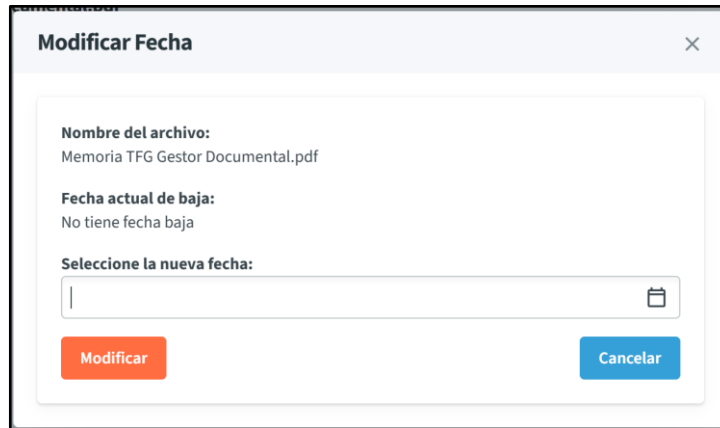 Modificar Fecha
Nombre del archivo:
Memoria TFG Gestor Documental.pdf
Fecha actual de baja:
No tiene fecha baja
Seleccione la nueva fecha:
Modificar
Cancelar